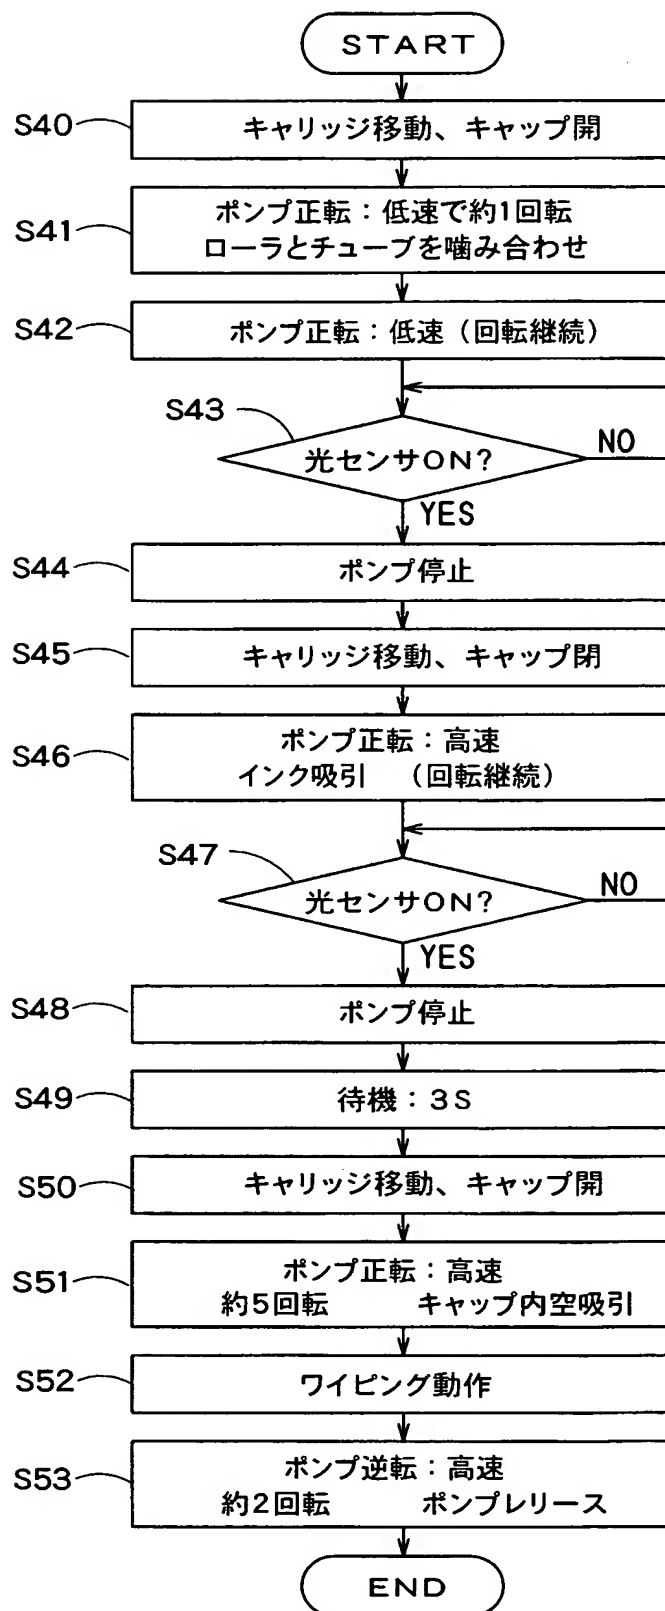 START
S40
キャリッジ移動、キャップ開
S41
ポンプ正転：低速で約1回転
ローラとチューブを噛み合わせ
S42
ポンプ正転：低速（回転継続）
S43
光センサON?
NO
YES
S44
ポンプ停止
S45
キャリッジ移動、キャップ閉
S46
ポンプ正転：高速
インク吸引　（回転継続）
S47
光センサON?
NO
YES
S48
ポンプ停止
S49
待機：3S
S50
キャリッジ移動、キャップ開
S51
ポンプ正転：高速
約5回転　　キャップ内空吸引
S52
ワイピング動作
S53
ポンプ逆転：高速
約2回転　　ポンプレリース
END